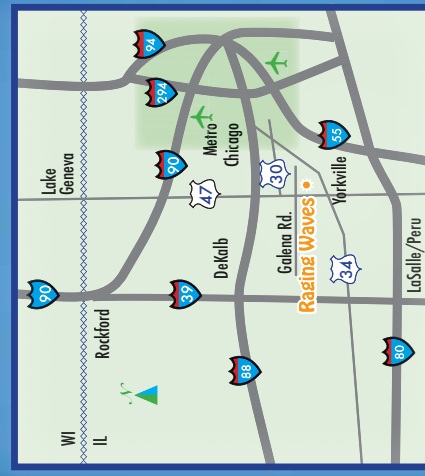 WI
IL
N
90
Rockford
39
88
80
Lake
Geneva
90
47
DeKalb
Metro
Chicago
94
294
30
Galena Rd.
Raging Waves
Yorkville
55
34
LaSalle/Peru